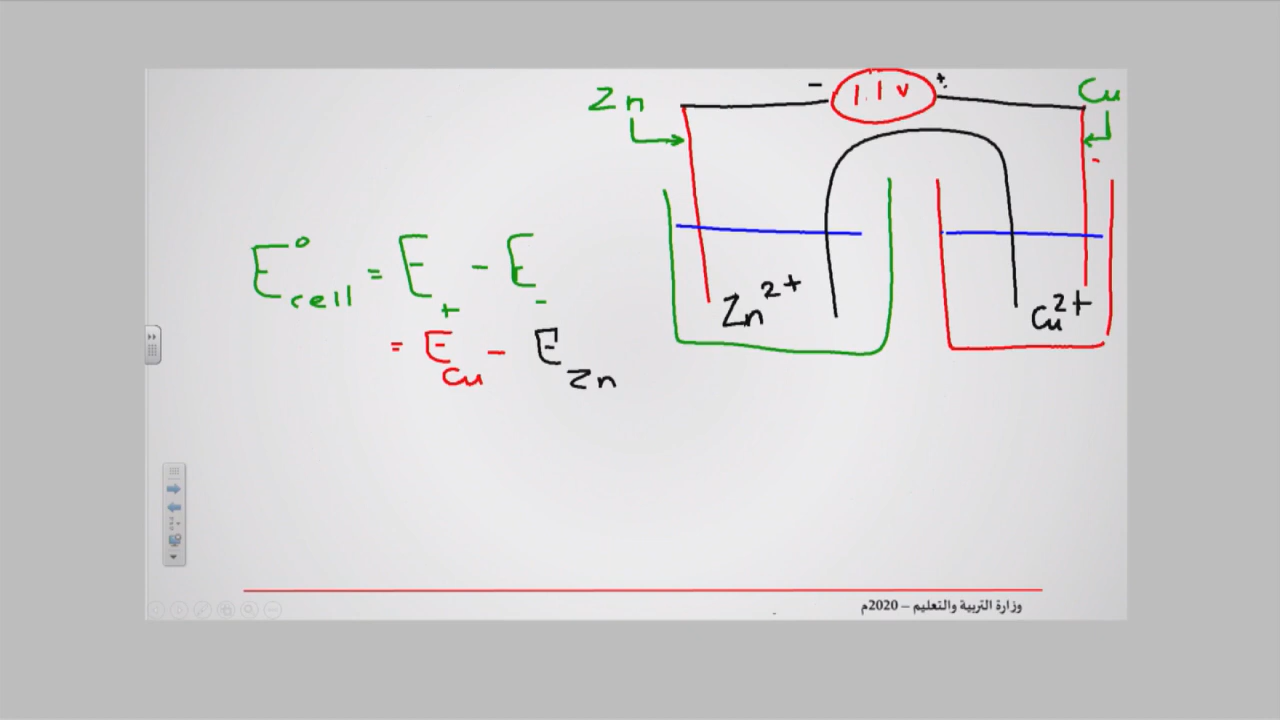 Zn - 1.1 v + Cu
E°cell = E+ - E-
= ECu - EZn
Zn2+ Cu2+
وزارة التربية والتعليم – 2020م